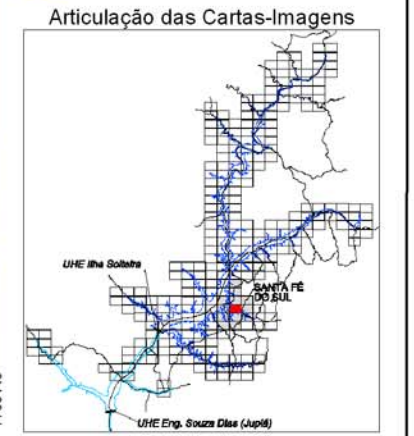 Articulação das Cartas-Imagens
UHE Ilha Solteira
SANTA FÉ
DO SUL
UHE Eng. Souza Dias (Jupiá)